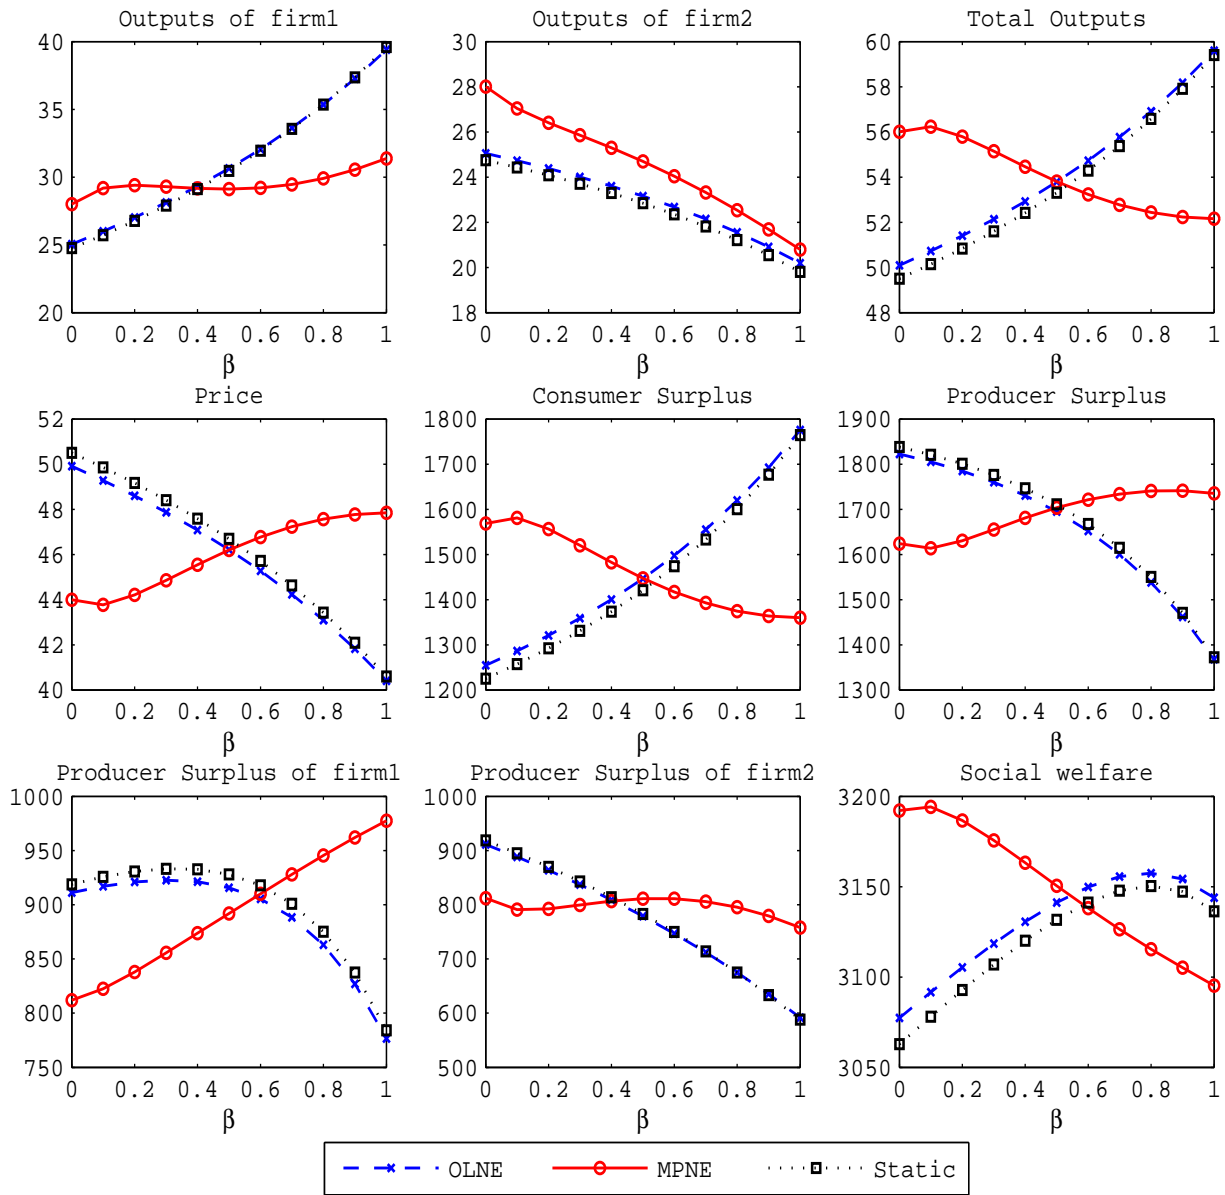 Outputs of firm1
40
35
30
25
20
0 0.2 0.4 0.6 0.8 1
β
Outputs of firm2
30
28
26
24
22
20
18
0 0.2 0.4 0.6 0.8 1
β
Total Outputs
60
58
56
54
52
50
48
0 0.2 0.4 0.6 0.8 1
β
Price
52
50
48
46
44
42
40
0 0.2 0.4 0.6 0.8 1
β
Consumer Surplus
1800
1700
1600
1500
1400
1300
1200
0 0.2 0.4 0.6 0.8 1
β
Producer Surplus
1900
1800
1700
1600
1500
1400
1300
0 0.2 0.4 0.6 0.8 1
β
Producer Surplus of firm1
1000
950
900
850
800
750
0 0.2 0.4 0.6 0.8 1
β
Producer Surplus of firm2
1000
900
800
700
600
500
0 0.2 0.4 0.6 0.8 1
β
Social welfare
3200
3150
3100
3050
0 0.2 0.4 0.6 0.8 1
β
OLNE MPNE Static